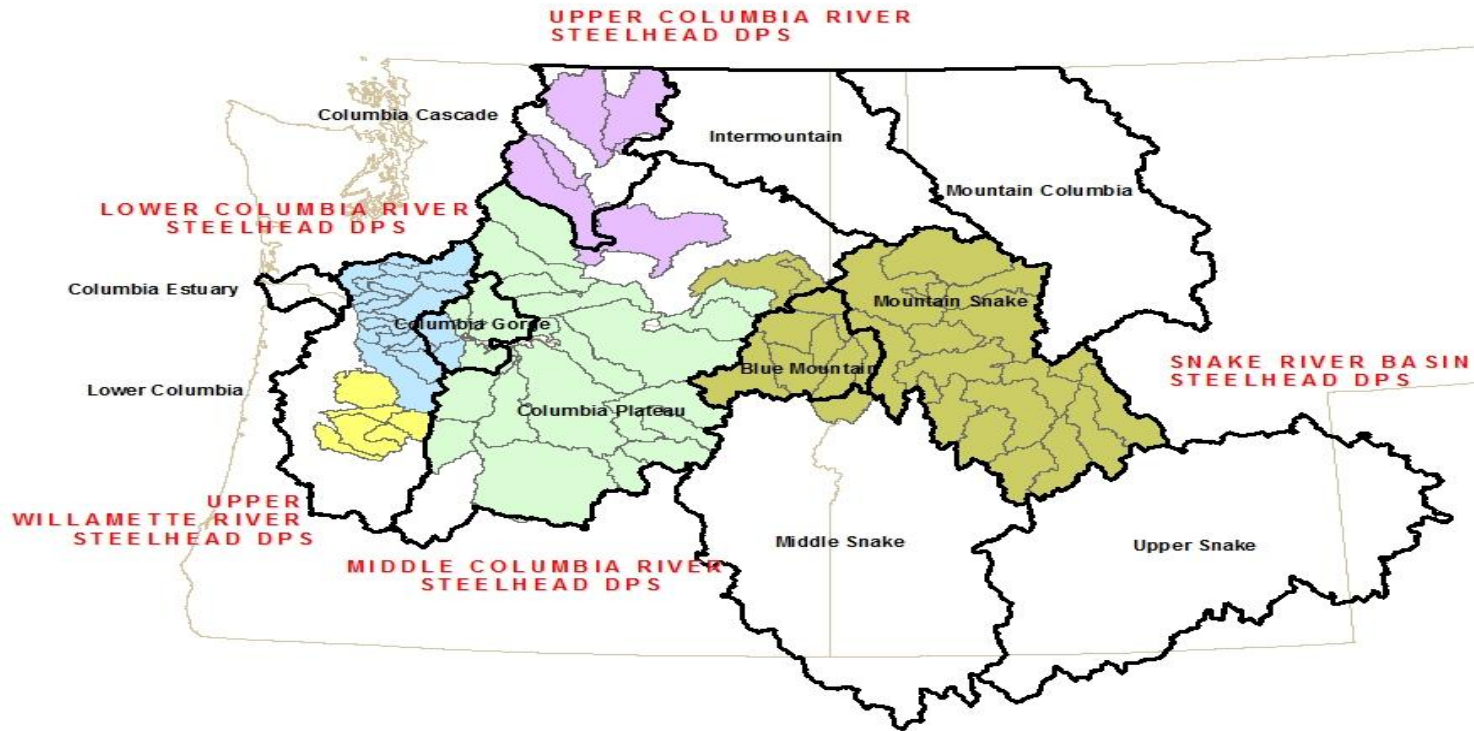 UPPER COLUMBIA RIVER
STEELHEAD DPS
Columbia Cascade
Intermountain
Mountain Columbia
LOWER COLUMBIA RIVER
STEELHEAD DPS
Columbia Estuary
Mountain Snake
Columbia Gorge
SNAKE RIVER BASIN
STEELHEAD DPS
Blue Mountain
Lower Columbia
Columbia Plateau
UPPER
WILLAMETTE RIVER
STEELHEAD DPS
Middle Snake
Upper Snake
MIDDLE COLUMBIA RIVER
STEELHEAD DPS